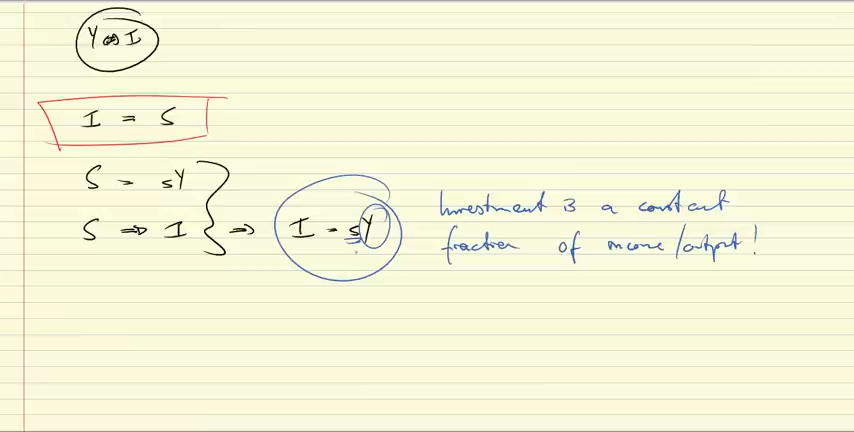 Y ⇔ I
I = S
S = sY
S ⇒ I } ⇒ I = sY
Investment is a constant
fraction of income/output!